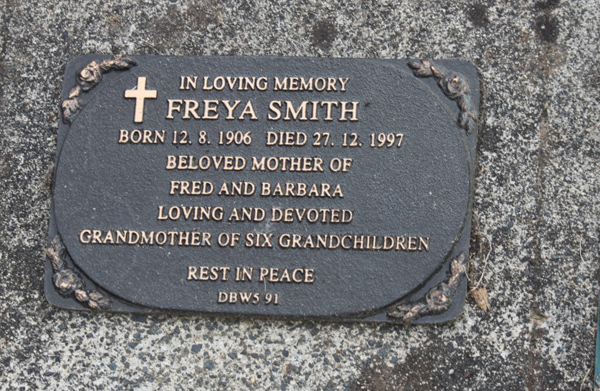 IN LOVING MEMORY
FREYA SMITH
BORN 12. 8. 1906 DIED 27. 12. 1997
BELOVED MOTHER OF
FRED AND BARBARA
LOVING AND DEVOTED
GRANDMOTHER OF SIX GRANDCHILDREN
REST IN PEACE
DBW5 91